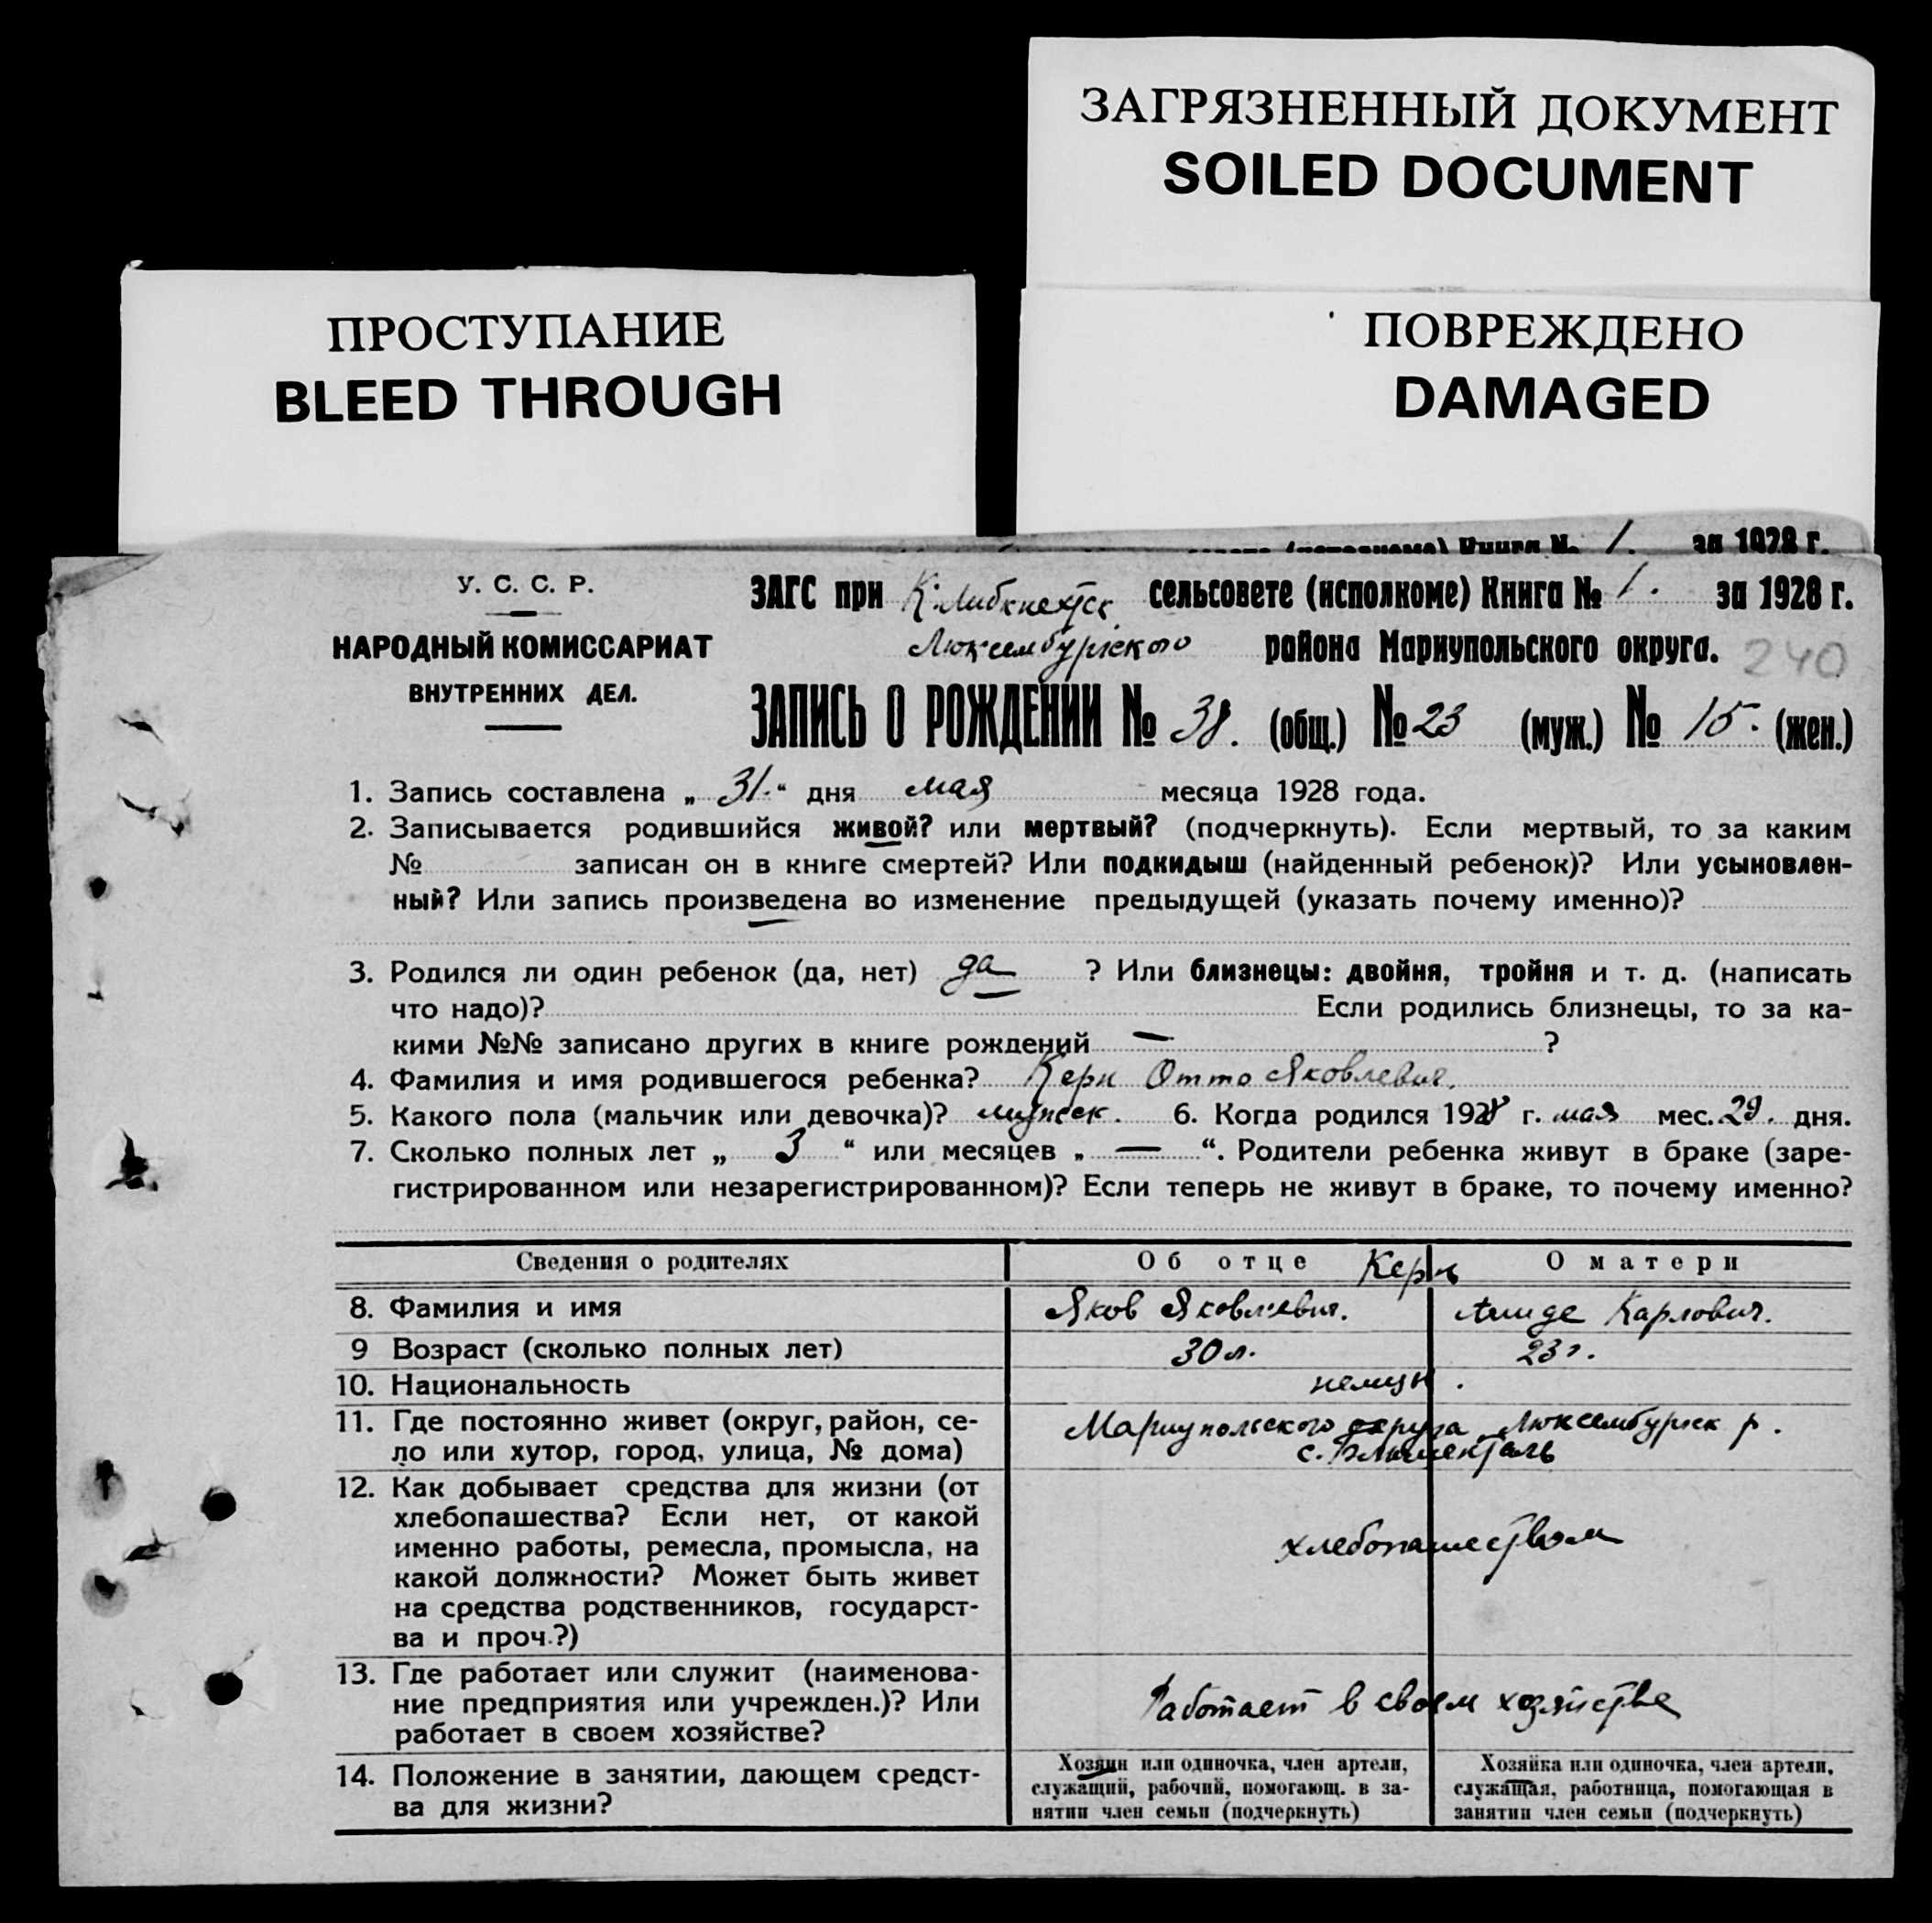 ЗАГРЯЗНЕННЫЙ ДОКУМЕНТ
SOILED DOCUMENT
ПРОСТУПАНИЕ
BLEED THROUGH
ПОВРЕЖДЕНО
DAMAGED
Книга № 1. за 1928 г.
У. С. С. Р.
НАРОДНЫЙ КОМИССАРИАТ
ВНУТРЕННИХ ДЕЛ.
ЗАГС при К. Либкнехтск. сельсовете (исполкоме) Книга № 1. за 1928 г.
Люксембургского района Мариупольского округа. 240
ЗАПИСЬ О РОЖДЕНИИ № 38. (общ.) № 23 (муж.) № 15. (жен.)
1. Запись составлена „ 31. “ дня мая месяца 1928 года.
2. Записывается родившийся живой? или мертвый? (подчеркнуть). Если мертвый, то за каким
№ записан он в книге смертей? Или подкидыш (найденный ребенок)? Или усыновлен-
ный? Или запись произведена во изменение предыдущей (указать почему именно)?
3. Родился ли один ребенок (да, нет) да ? Или близнецы: двойня, тройня и т. д. (написать
что надо)? Если родились близнецы, то за ка-
кими №№ записано других в книге рождений — ?
4. Фамилия и имя родившегося ребенка? Керн Отто Яковлевич.
5. Какого пола (мальчик или девочка)? мужск. 6. Когда родился 1928 г. мая мес. 29. дня.
7. Сколько полных лет „ 3 “ или месяцев „ — “. Родители ребенка живут в браке (заре-
гистрированном или незарегистрированном)? Если теперь не живут в браке, то почему именно?
Сведения о родителях Об отце Керн О матери
8. Фамилия и имя Яков Яковлевич. Карлович.
9 Возраст (сколько полных лет) 30 л. 23 г.
10. Национальность немцы.
11. Где постоянно живет (округ, район, се- Мариупольского округа Люксембургск р.
ло или хутор, город, улица, № дома) с. Блюменталь
12. Как добывает средства для жизни (от
хлебопашества? Если нет, от какой
именно работы, ремесла, промысла, на хлебопашеством
какой должности? Может быть живет
на средства родственников, государст-
ва и проч.?)
13. Где работает или служит (наименова-
ние предприятия или учрежден.)? Или Работает в своем хозяйстве
работает в своем хозяйстве?
14. Положение в занятии, дающем средст-
ва для жизни?
Хозяин или одиночка, член артели,
служащий, рабочий, помогающ. в за-
нятии член семьи (подчеркнуть)
Хозяйка или одиночка, член артели,
служащая, работница, помогающая в
занятии член семьи (подчеркнуть)